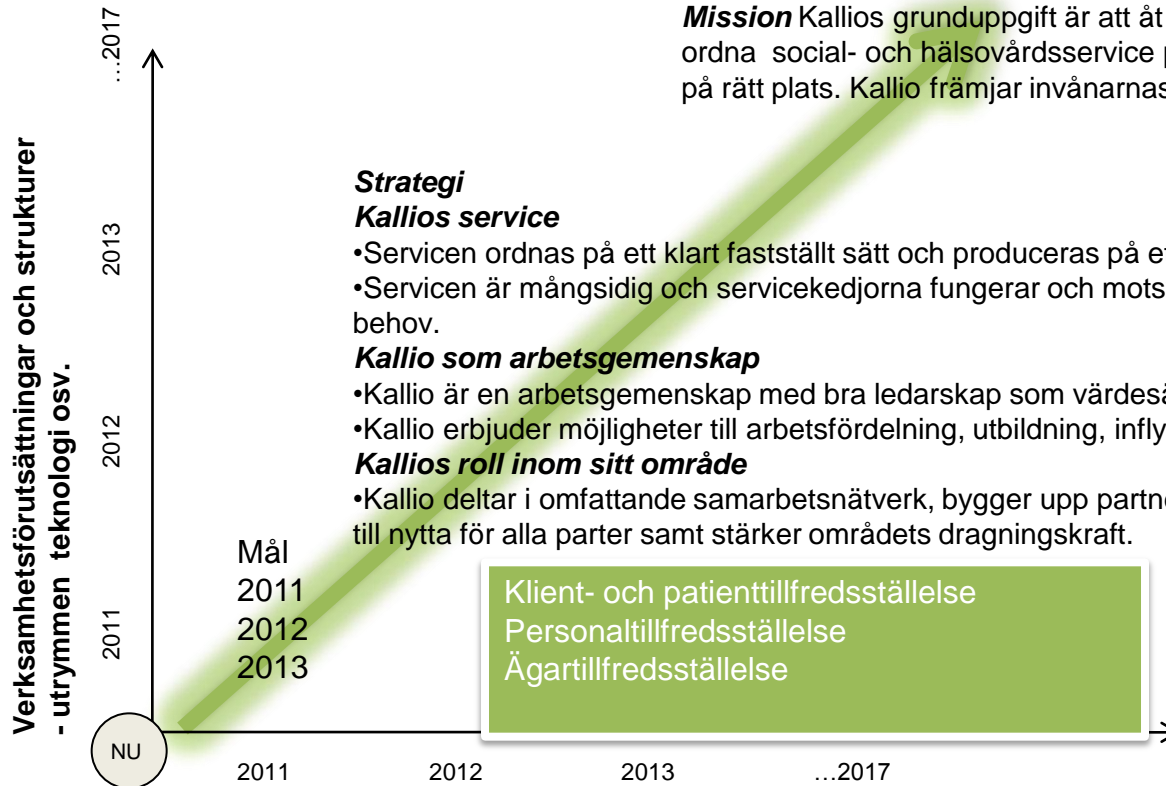 Mission Kallios grunduppgift är att åt
ordna social- och hälsovårdsservice
på rätt plats. Kallio främjar invånarnas
Strategi
Kallios service
•Servicen ordnas på ett klart fastställt sätt och produceras på
•Servicen är mångsidig och servicekedjorna fungerar och
behov.
Kallio som arbetsgemenskap
•Kallio är en arbetsgemenskap med bra ledarskap som
•Kallio erbjuder möjligheter till arbetsfördelning, utbildning,
Kallios roll inom sitt område
•Kallio deltar i omfattande samarbetsnätverk, bygger upp
till nytta för alla parter samt stärker områdets dragningskraft.
Mål
2011
2012
2013
Klient- och patienttillfredsställelse
Personaltillfredsställelse
Ägartillfredsställelse
Verksamhetsförutsättningar och strukturer
- utrymmen teknologi osv.
…2017
2013
2012
2011
NU
2011
2012
2013
…2017